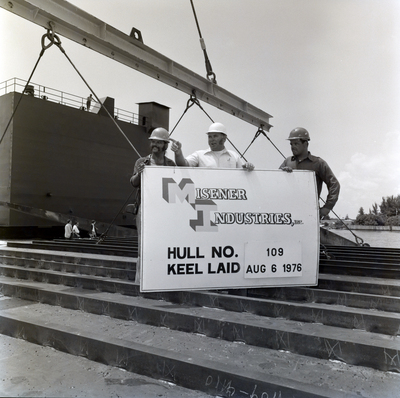 MISENER
INDUSTRIES, INC.
HULL NO. 109
KEEL LAID AUG 6 1976